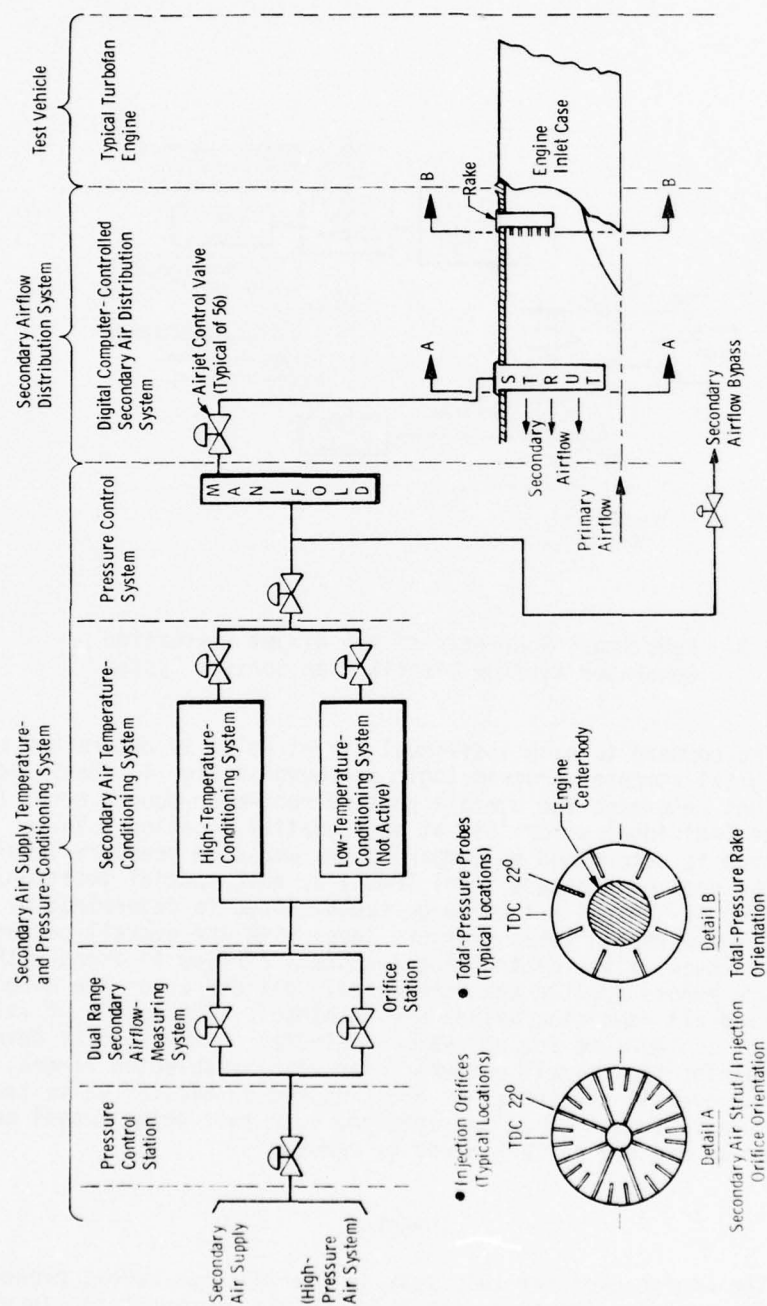 Secondary Air Supply Temperature-
and Pressure-Conditioning System
Secondary Airflow
Distribution System
Test Vehicle
Pressure
Control
Station
Dual Range
Secondary
Airflow-
Measuring
System
Secondary Air Temperature-
Conditioning System
Pressure Control
System
Digital Computer-Controlled
Secondary Air Distribution
System
Typical Turbofan
Engine
Secondary
Air Supply
(High-
Pressure
Air System)
Orifice
Station
High-Temperature-
Conditioning System
Low-Temperature-
Conditioning System
(Not Active)
MANIFOLD
Airjet Control Valve
(Typical of 56)
A
B
Rake
Engine
Inlet Case
STRUT
Secondary
Airflow
Primary
Airflow
A
B
Secondary
Airflow Bypass
● Injection Orifices
(Typical Locations)
TDC 22°
Detail A
Secondary Air Strut/Injection
Orifice Orientation
● Total-Pressure Probes
(Typical Locations)
TDC 22°
Engine
Centerbody
Detail B
Total-Pressure Rake
Orientation